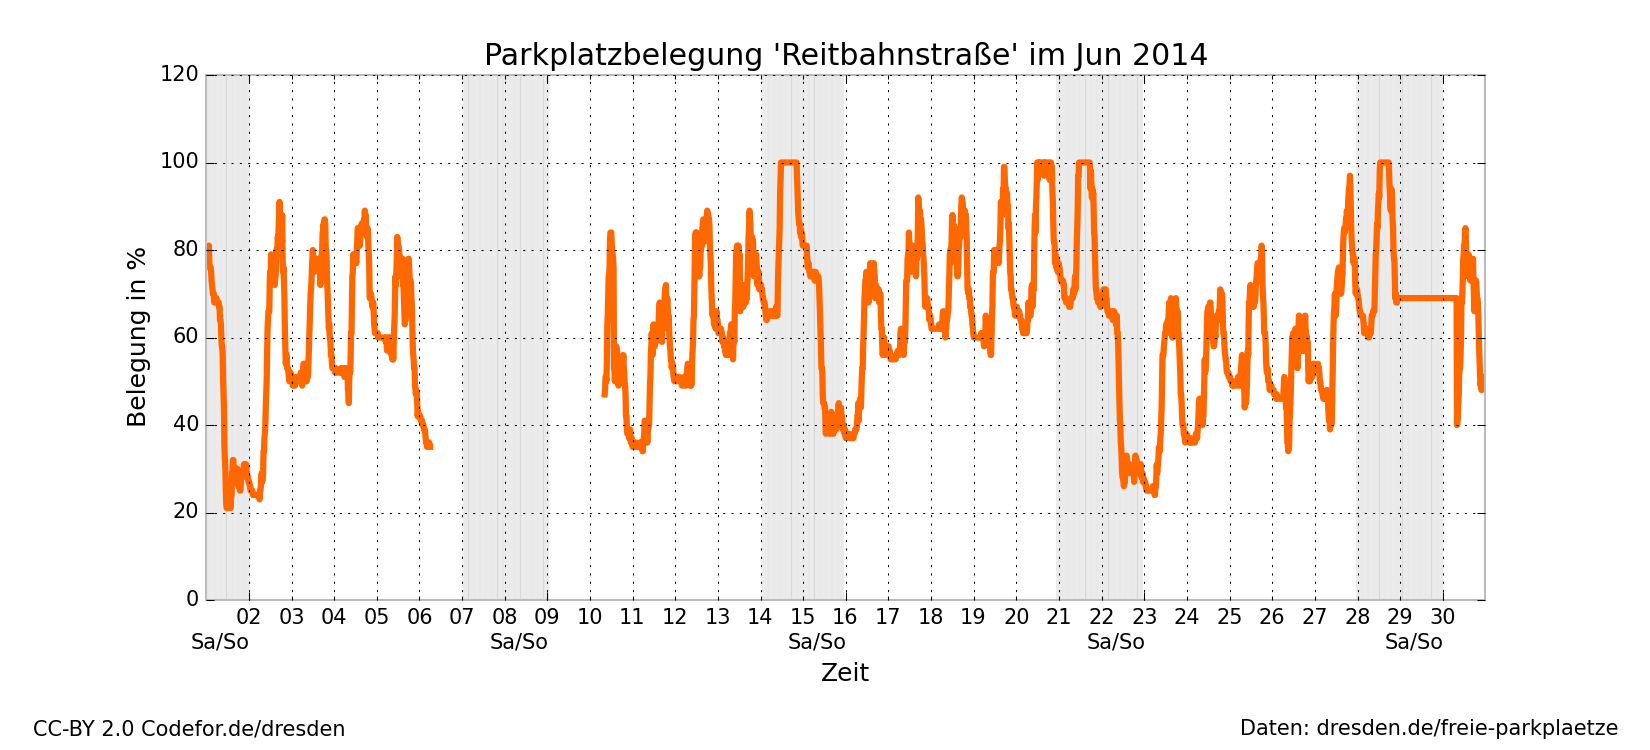 Parkplatzbelegung 'Reitbahnstraße' im Jun 2014
120
100
80
60
40
20
0
Belegung in %
02 03 04 05 06 07 08 09 10 11 12 13 14 15 16 17 18 19 20 21 22 23 24 25 26 27 28 29 30
Sa/So Sa/So Sa/So Sa/So Sa/So
Zeit
CC-BY 2.0 Codefor.de/dresden
Daten: dresden.de/freie-parkplaetze